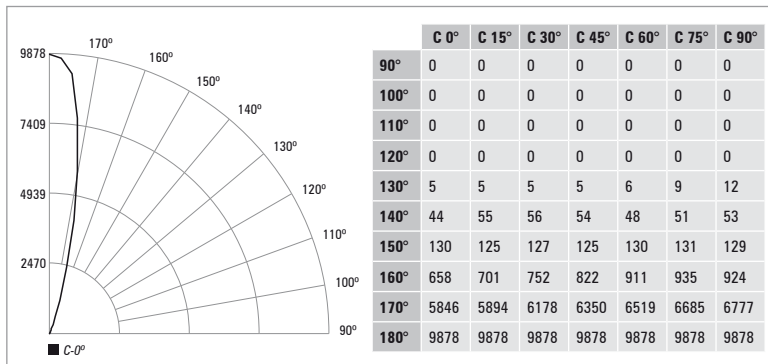 9878
7409
4939
2470
170º
160º
150º
140º
130º
120º
110º
100º
90º
C-0º
C 0° C 15° C 30° C 45° C 60° C 75° C 90°
90° 0 0 0 0 0 0 0
100° 0 0 0 0 0 0 0
110° 0 0 0 0 0 0 0
120° 0 0 0 0 0 0 0
130° 5 5 5 5 6 9 12
140° 44 55 56 54 48 51 53
150° 130 125 127 125 130 131 129
160° 658 701 752 822 911 935 924
170° 5846 5894 6178 6350 6519 6685 6777
180° 9878 9878 9878 9878 9878 9878 9878